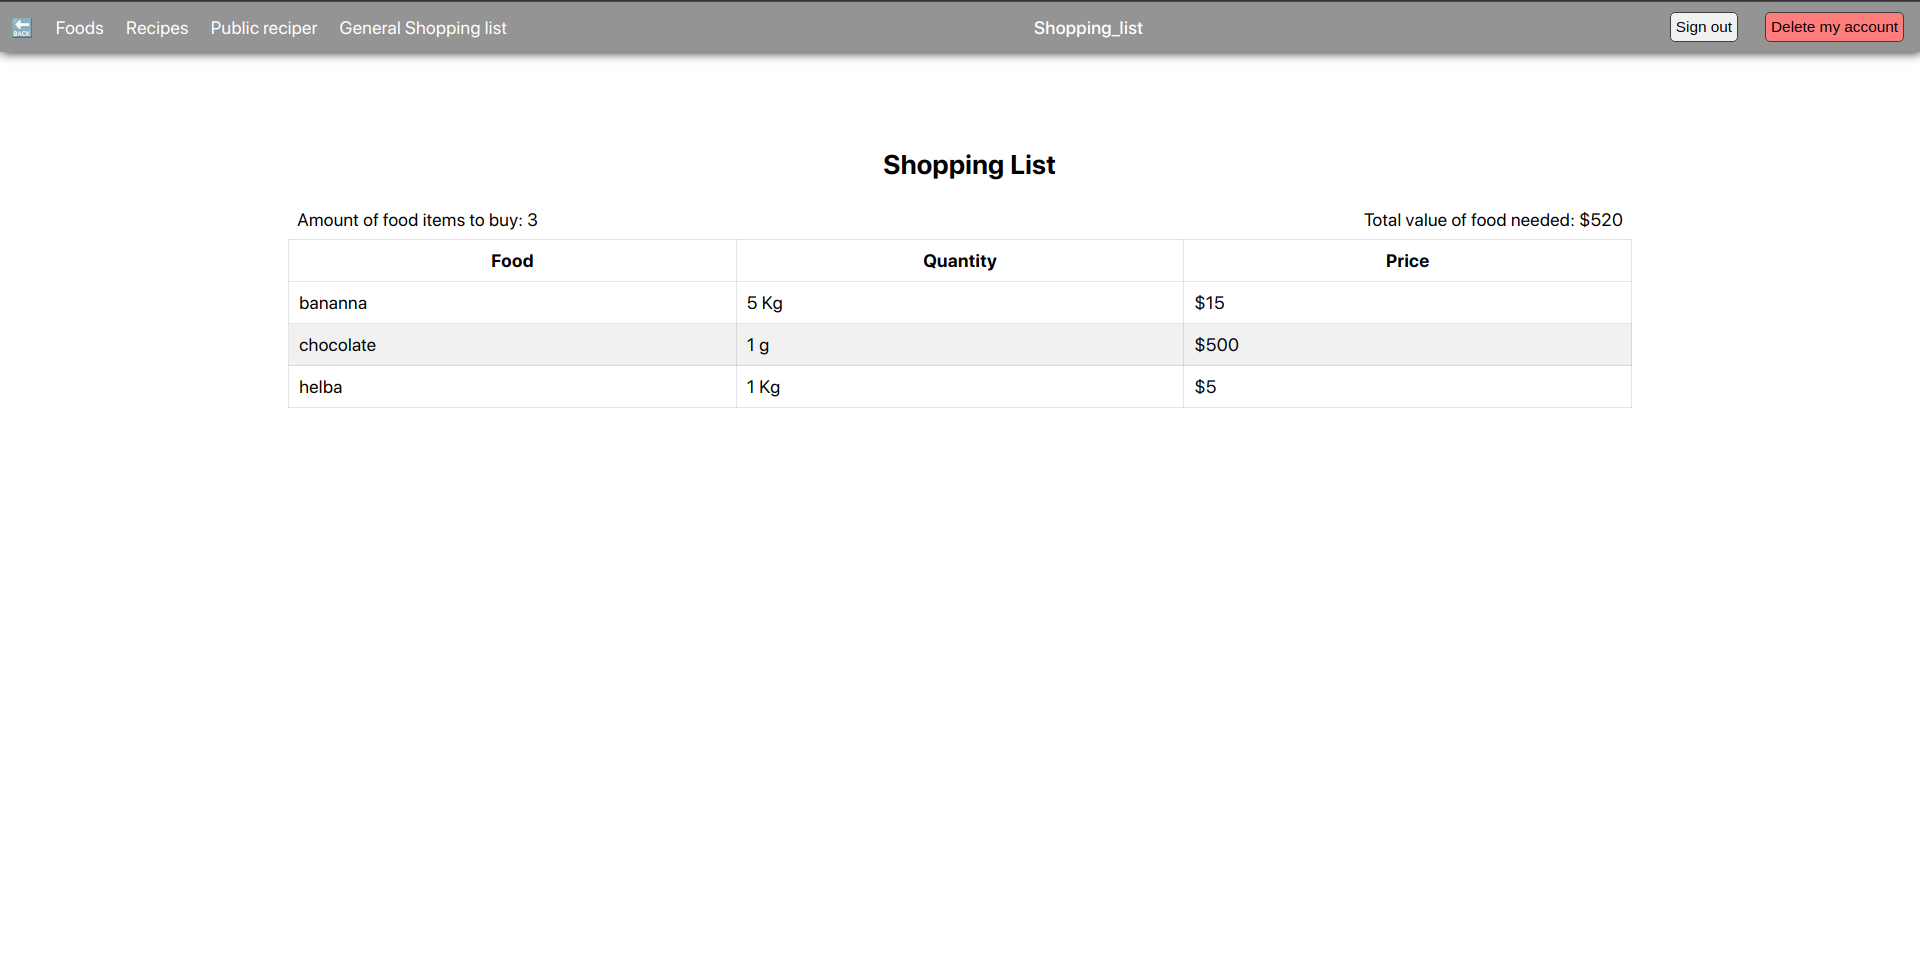 BACK Foods Recipes Public reciper General Shopping list Shopping_list Sign out Delete my account
Shopping List
Amount of food items to buy: 3 Total value of food needed: $520
Food Quantity Price
bananna 5 Kg $15
chocolate 1 g $500
helba 1 Kg $5